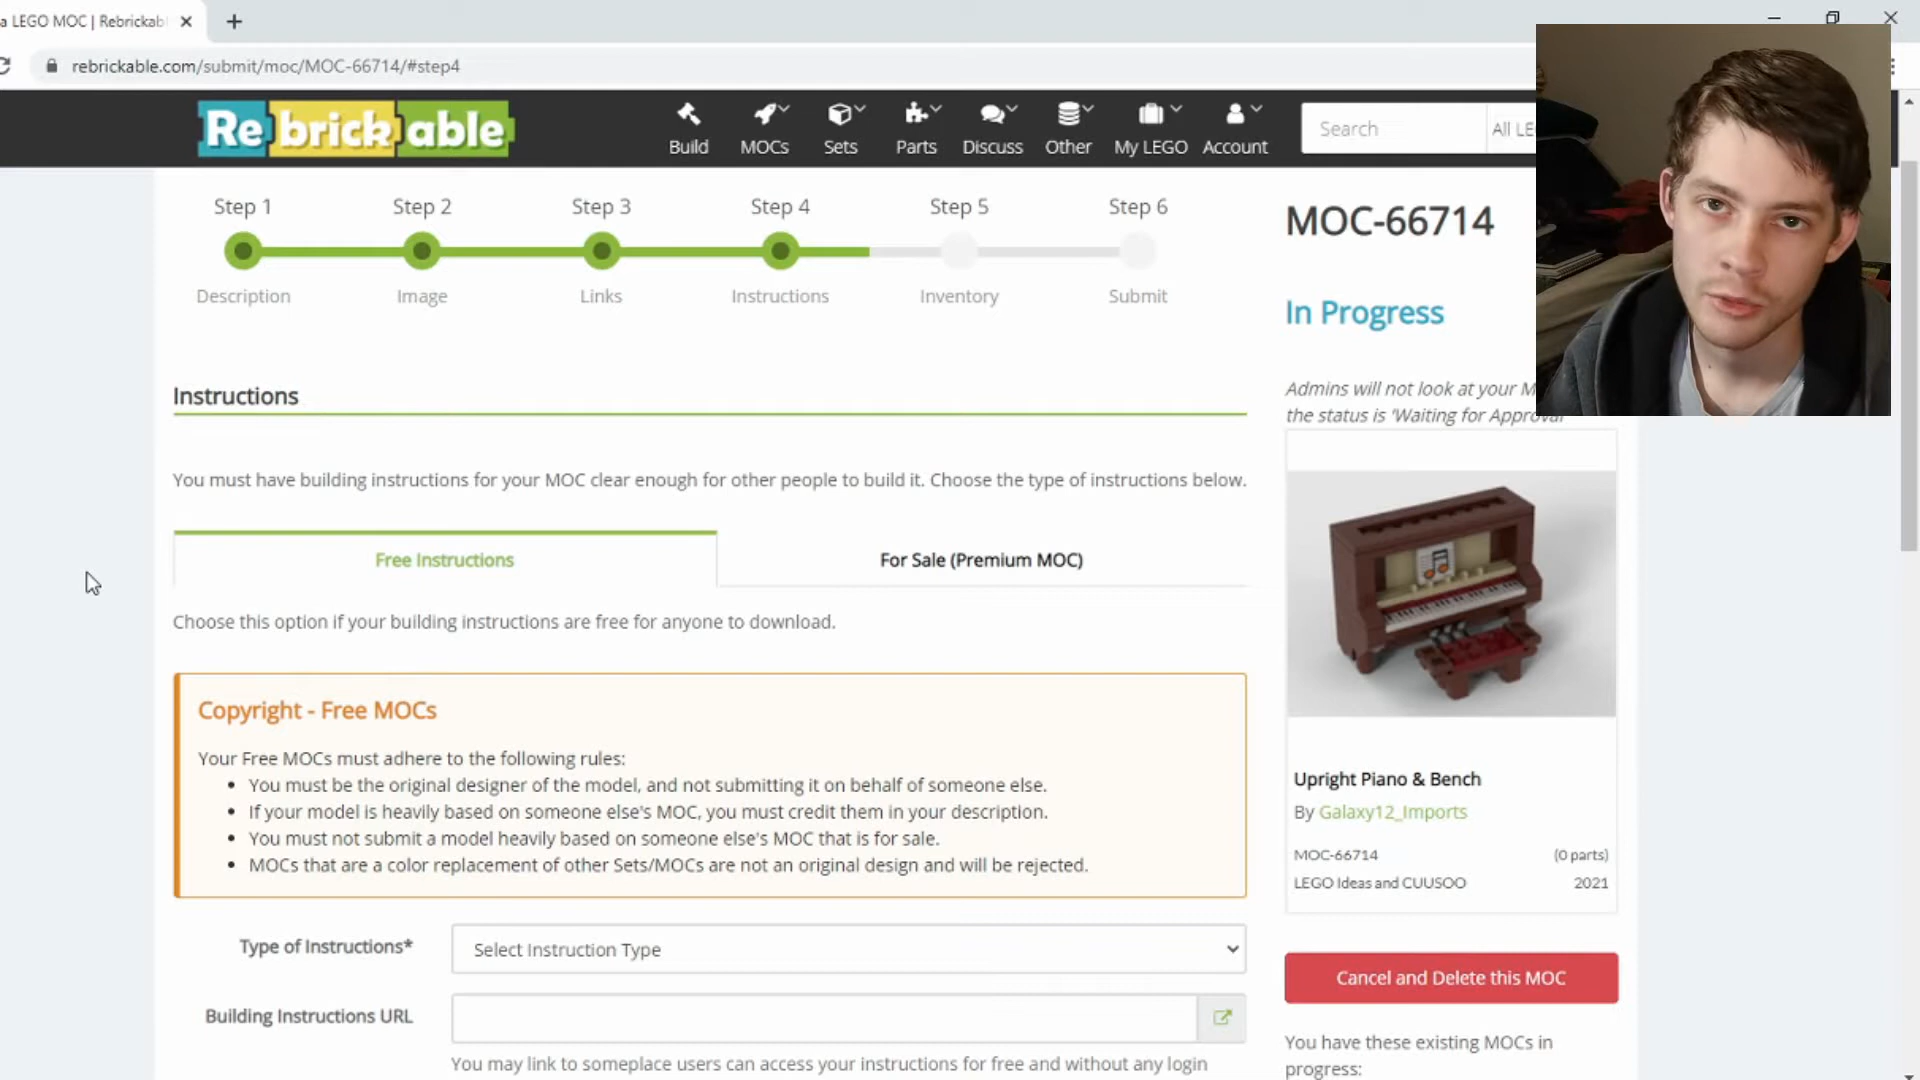 a LEGO MOC | Rebrickab
rebrickable.com/submit/moc/MOC-66714/#step4
Rebrickable
Build
MOCs
Sets
Parts
Discuss
Other
My LEGO
Account
Search
All LE
Step 1
Step 2
Step 3
Step 4
Step 5
Step 6
Description
Image
Links
Instructions
Inventory
Submit
Instructions
You must have building instructions for your MOC clear enough for other people to build it. Choose the type of instructions below.
Free Instructions
For Sale (Premium MOC)
Choose this option if your building instructions are free for anyone to download.
Copyright - Free MOCs
Your Free MOCs must adhere to the following rules:
• You must be the original designer of the model, and not submitting it on behalf of someone else.
• If your model is heavily based on someone else's MOC, you must credit them in your description.
• You must not submit a model heavily based on someone else's MOC that is for sale.
• MOCs that are a color replacement of other Sets/MOCs are not an original design and will be rejected.
Type of Instructions*
Select Instruction Type
Building Instructions URL
You may link to someplace users can access your instructions for free and without any login
MOC-66714
In Progress
Admins will not look at your M
the status is 'Waiting for Approval'
Upright Piano & Bench
By Galaxy12_Imports
MOC-66714 (0 parts)
LEGO Ideas and CUUSOO 2021
Cancel and Delete this MOC
You have these existing MOCs in
progress: